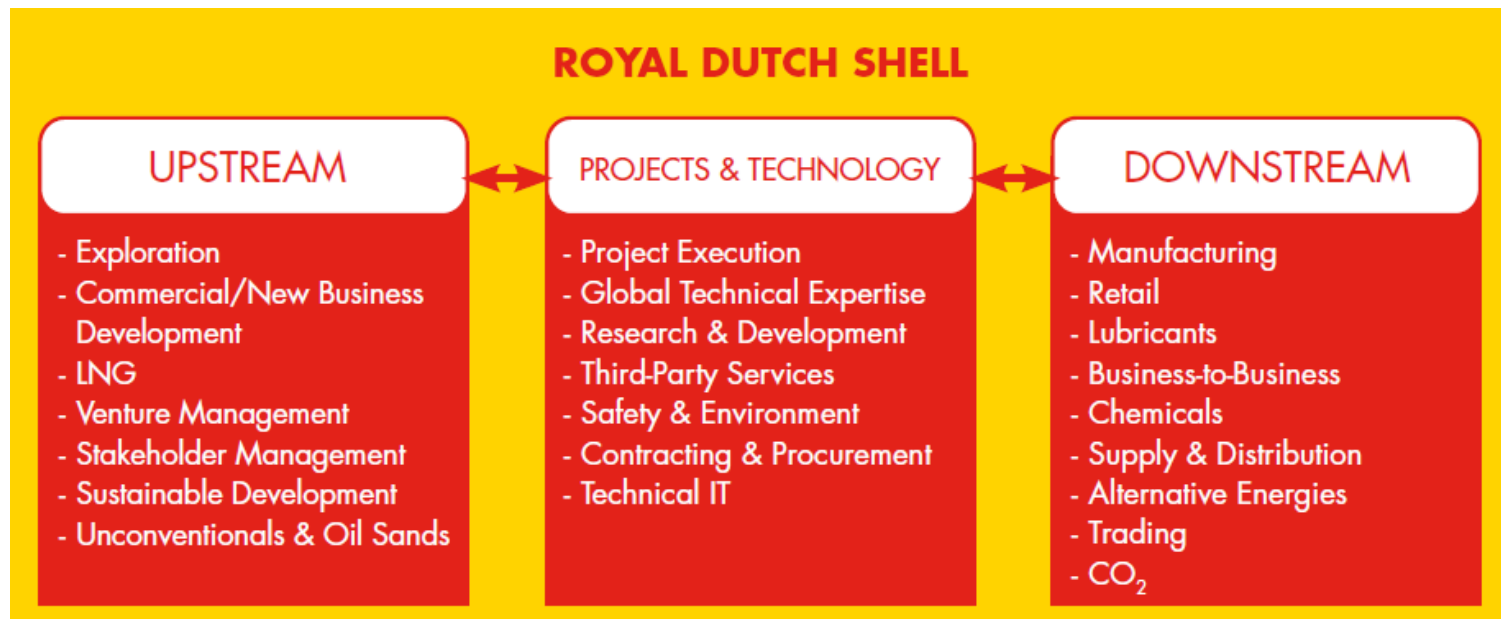 ROYAL DUTCH SHELL
UPSTREAM
- Exploration
- Commercial/New Business
Development
- LNG
- Venture Management
- Stakeholder Management
- Sustainable Development
- Unconventionals & Oil Sands
PROJECTS & TECHNOLOGY
- Project Execution
- Global Technical Expertise
- Research & Development
- Third-Party Services
- Safety & Environment
- Contracting & Procurement
- Technical IT
DOWNSTREAM
- Manufacturing
- Retail
- Lubricants
- Business-to-Business
- Chemicals
- Supply & Distribution
- Alternative Energies
- Trading
- CO₂